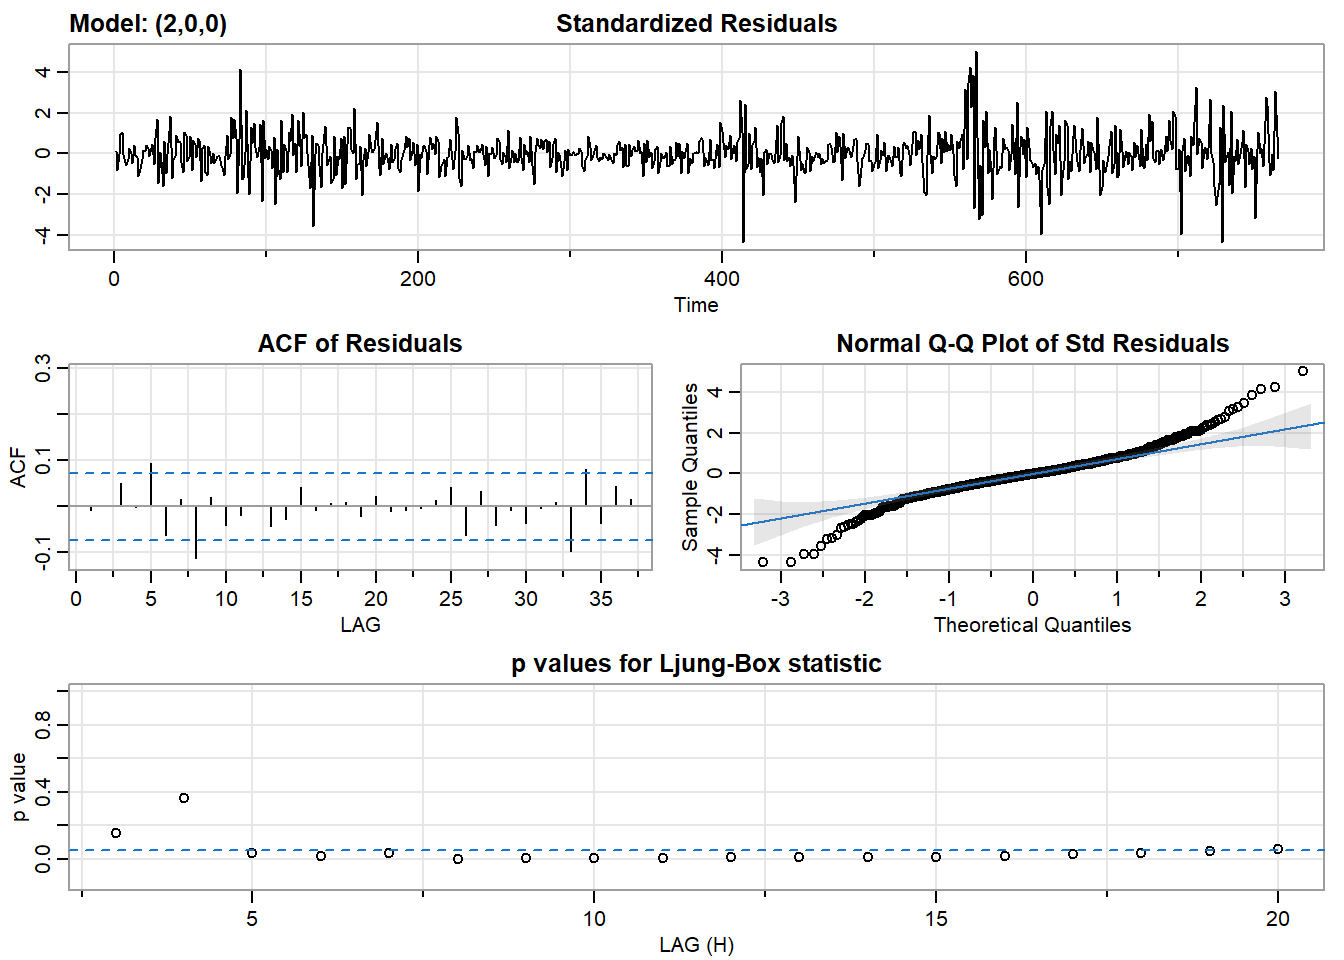 Model: (2,0,0) Standardized Residuals
4
2
0
-2
-4
0 200 400 600
Time
ACF of Residuals
0.3
0.1
-0.1
ACF
0 5 10 15 20 25 30 35
LAG
Normal Q-Q Plot of Std Residuals
4
2
0
-2
-4
Sample Quantiles
-3 -2 -1 0 1 2 3
Theoretical Quantiles
p values for Ljung-Box statistic
0.8
0.4
0.0
p value
5 10 15 20
LAG (H)